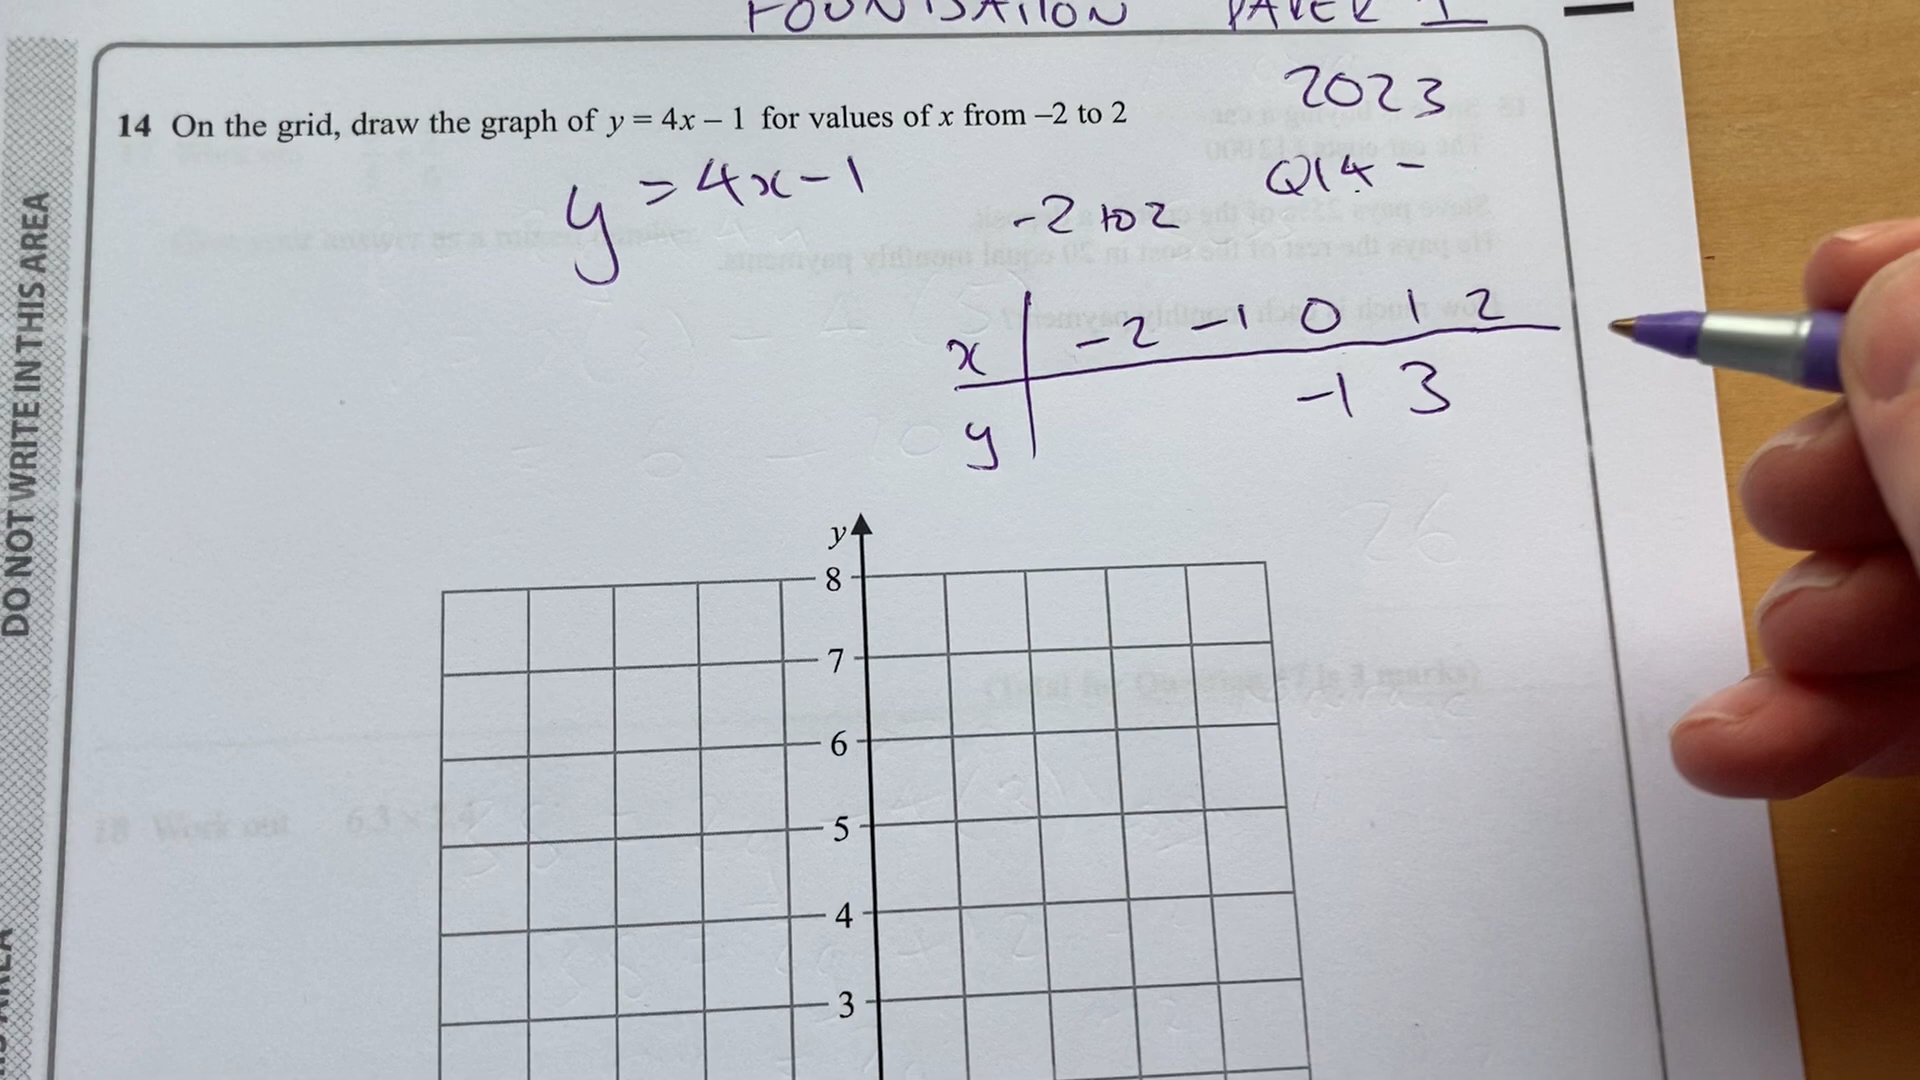 FOUNDATION PAPER 1
2023
14 On the grid, draw the graph of y = 4x – 1 for values of x from –2 to 2
Q14 -
y = 4x - 1
-2 to 2
x -2 -1 0 1 2
y -1 3
y
8
7
6
5
4
3
DO NOT WRITE IN THIS AREA